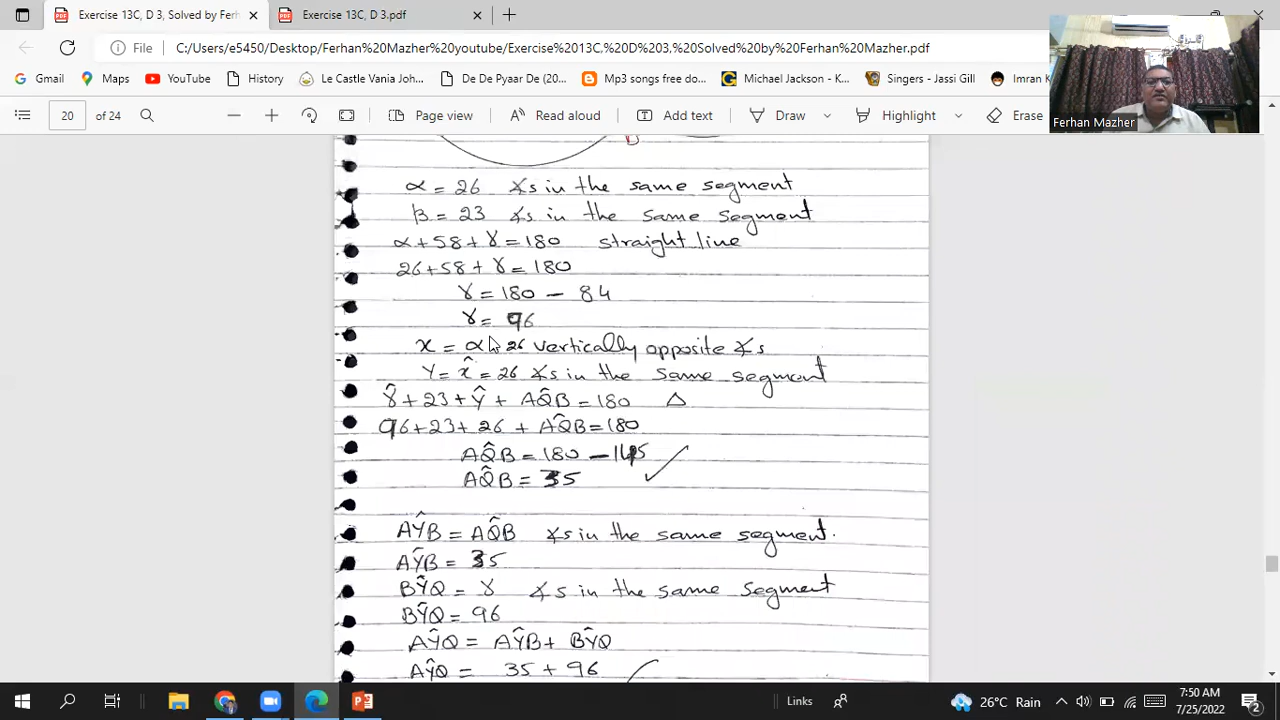 Exercise 13C, D 3, Solved by Ferh
Exercise 13C, D 3.pdf
File
C:/Users/e5450/Desktop/Ferhan%20Ma
Exercise%2013C,%20D%203,%20Solved%20by%20Ferhan%20Mazher.pdf
Gmail
Maps
YouTube
History
Le Castle Vania Joh...
De De Pyaar De (20...
Mp3 songs free do...
Michael Jackson - K...
Singers - Jassi Gill
Imran K
20 of 24
Page view
Read aloud
Add text
Draw
Highlight
Erase
Ferhan Mazher
α = 26 ∡s in the same segment
β = 23 ∡s in the same segment
α + 58 + γ = 180 straight line
26 + 58 + γ = 180
γ = 180 - 84
γ = 96
x = α = 26 vertically opposite ∡s
Y = x̂ = 26 ∡s in the same segment
γ̂ + 23 + ŷ + AQ̂B = 180 △
96 + 23 + 26 + AQ̂B = 180
AQ̂B = 180 - 145
AQ̂B = 35 ✓
AŶB = AQ̂B ∡s in the same segment.
AŶB = 35
BŶQ = γ ∡s in the same segment
BŶQ = 96
AŶQ = AŶB + BŶQ
AŶQ = 35 + 96
Links
26°C Rain
7:50 AM
7/25/2022
2